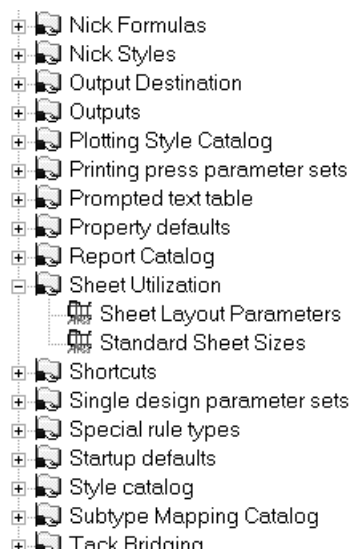 Nick Formulas
Nick Styles
Output Destination
Outputs
Plotting Style Catalog
Printing press parameter sets
Prompted text table
Property defaults
Report Catalog
Sheet Utilization
Sheet Layout Parameters
Standard Sheet Sizes
Shortcuts
Single design parameter sets
Special rule types
Startup defaults
Style catalog
Subtype Mapping Catalog
Tack Bridging